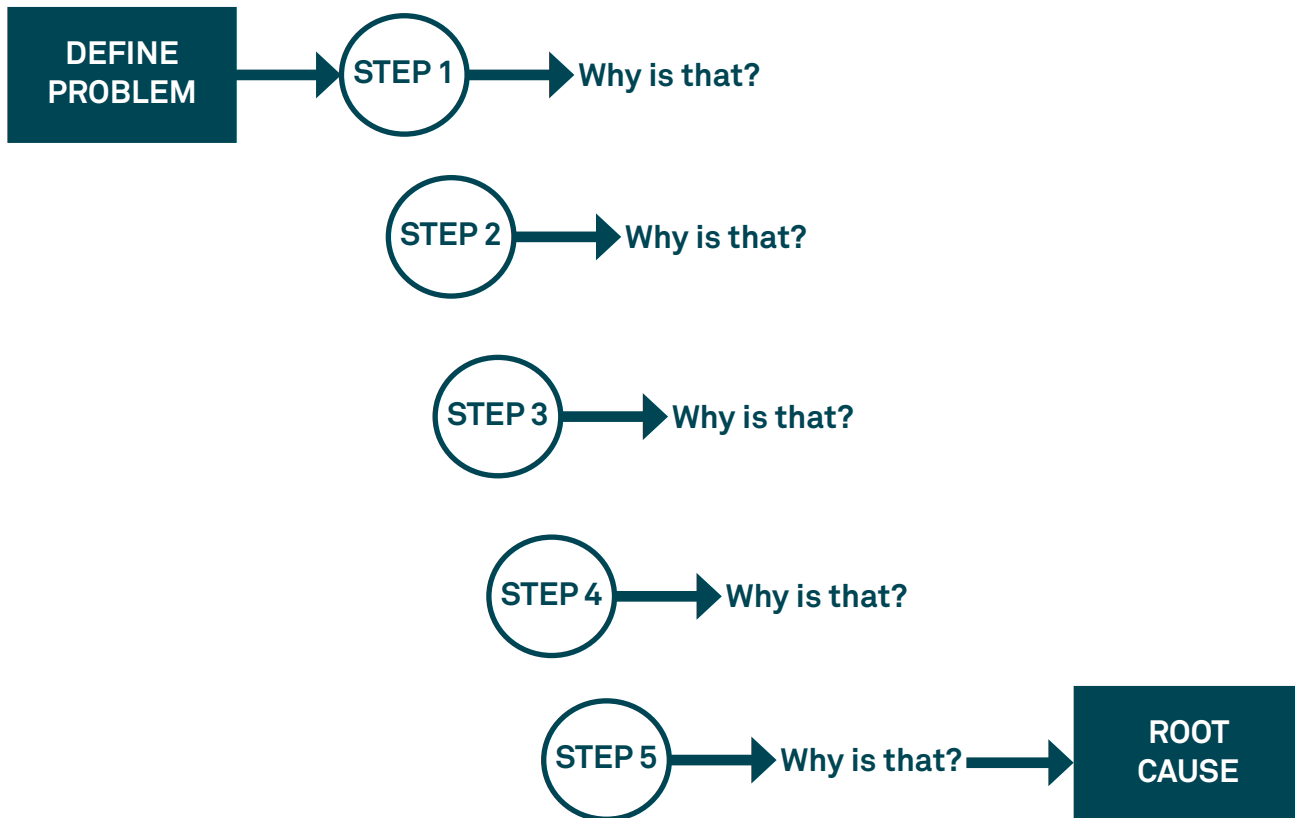 DEFINE
PROBLEM
STEP 1
Why is that?
STEP 2
Why is that?
STEP 3
Why is that?
STEP 4
Why is that?
STEP 5
Why is that?
ROOT
CAUSE